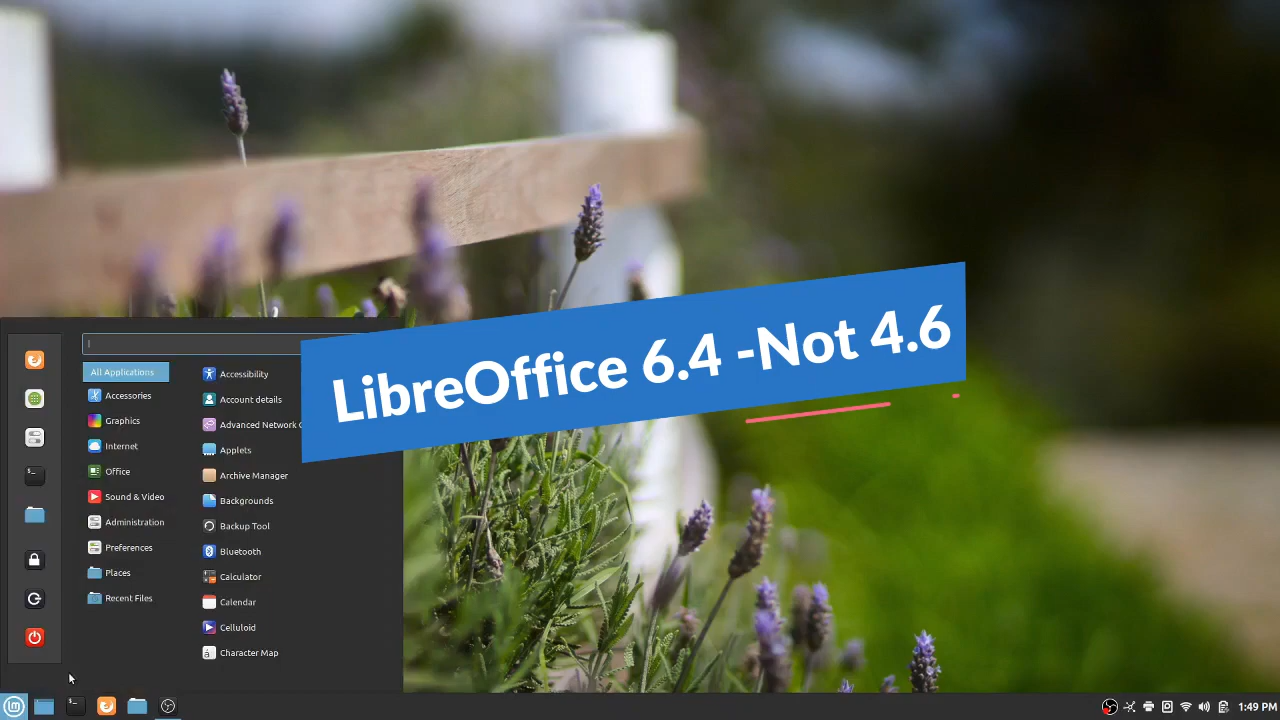 LibreOffice 6.4 -Not 4.6
All Applications
Accessories
Graphics
Internet
Office
Sound & Video
Administration
Preferences
Places
Recent Files
Accessibility
Account details
Advanced Network
Applets
Archive Manager
Backgrounds
Backup Tool
Bluetooth
Calculator
Calendar
Celluloid
Character Map
1:49 PM